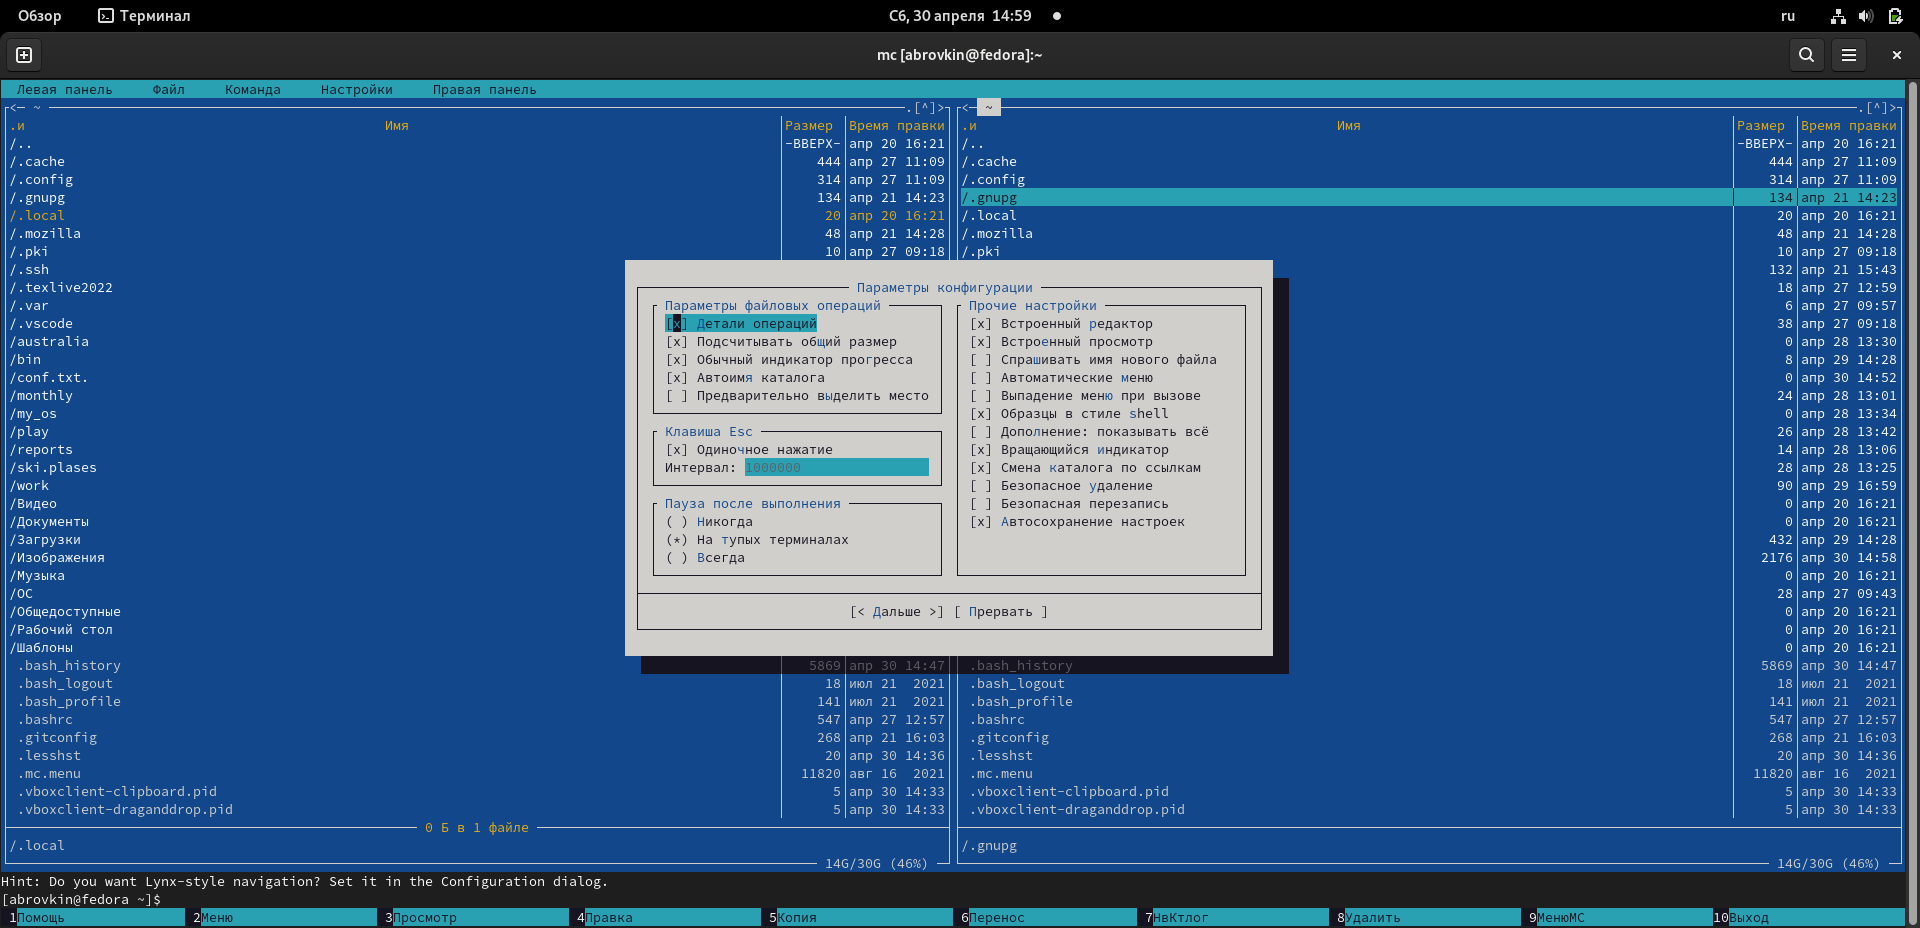 Обзор Терминал Сб, 30 апреля 14:59 ru
mc [abrovkin@fedora]:~
Левая панель Файл Команда Настройки Правая панель
<─ ~ .[^]> <─ ~ .[^]>
.и Имя Размер Время правки .и Имя Размер Время правки
/.. -ВВЕРХ- апр 20 16:21 /.. -ВВЕРХ- апр 20 16:21
/.cache 444 апр 27 11:09 /.cache 444 апр 27 11:09
/.config 314 апр 27 11:09 /.config 314 апр 27 11:09
/.gnupg 134 апр 21 14:23 /.gnupg 134 апр 21 14:23
/.local 20 апр 20 16:21 /.local 20 апр 20 16:21
/.mozilla 48 апр 21 14:28 /.mozilla 48 апр 21 14:28
/.pki 10 апр 27 09:18 /.pki 10 апр 27 09:18
/.ssh 132 апр 21 15:43
/.texlive2022 Параметры конфигурации 18 апр 27 12:59
/.var Параметры файловых операций Прочие настройки 6 апр 27 09:57
/.vscode [x] Детали операций [x] Встроенный редактор 38 апр 27 09:18
/australia [x] Подсчитывать общий размер [x] Встроенный просмотр 0 апр 28 13:30
/bin [x] Обычный индикатор прогресса [ ] Спрашивать имя нового файла 8 апр 29 14:28
/conf.txt. [x] Автоимя каталога [ ] Автоматические меню 0 апр 30 14:52
/monthly [ ] Предварительно выделить место [ ] Выпадение меню при вызове 24 апр 28 13:01
/my_os [x] Образцы в стиле shell 0 апр 28 13:34
/play Клавиша Esc [ ] Дополнение: показывать всё 26 апр 28 13:42
/reports [x] Одиночное нажатие [x] Вращающийся индикатор 14 апр 28 13:06
/ski.plases Интервал: 1000000 [x] Смена каталога по ссылкам 28 апр 28 13:25
/work [ ] Безопасное удаление 90 апр 29 16:59
/Видео Пауза после выполнения [ ] Безопасная перезапись 0 апр 20 16:21
/Документы ( ) Никогда [x] Автосохранение настроек 0 апр 20 16:21
/Загрузки (*) На тупых терминалах 432 апр 29 14:28
/Изображения ( ) Всегда 2176 апр 30 14:58
/Музыка 0 апр 20 16:21
/ОС 28 апр 27 09:43
/Общедоступные [< Дальше >] [ Прервать ] 0 апр 20 16:21
/Рабочий стол 0 апр 20 16:21
/Шаблоны 0 апр 20 16:21
.bash_history 5869 апр 30 14:47 .bash_history 5869 апр 30 14:47
.bash_logout 18 июл 21 2021 .bash_logout 18 июл 21 2021
.bash_profile 141 июл 21 2021 .bash_profile 141 июл 21 2021
.bashrc 547 апр 27 12:57 .bashrc 547 апр 27 12:57
.gitconfig 268 апр 21 16:03 .gitconfig 268 апр 21 16:03
.lesshst 20 апр 30 14:36 .lesshst 20 апр 30 14:36
.mc.menu 11820 авг 16 2021 .mc.menu 11820 авг 16 2021
.vboxclient-clipboard.pid 5 апр 30 14:33 .vboxclient-clipboard.pid 5 апр 30 14:33
.vboxclient-draganddrop.pid 5 апр 30 14:33 .vboxclient-draganddrop.pid 5 апр 30 14:33
0 Б в 1 файле
/.local /.gnupg
14G/30G (46%) 14G/30G (46%)
Hint: Do you want Lynx-style navigation? Set it in the Configuration dialog.
[abrovkin@fedora ~]$
1Помощь 2Меню 3Просмотр 4Правка 5Копия 6Перенос 7НвКтлог 8Удалить 9МенюMC 10Выход